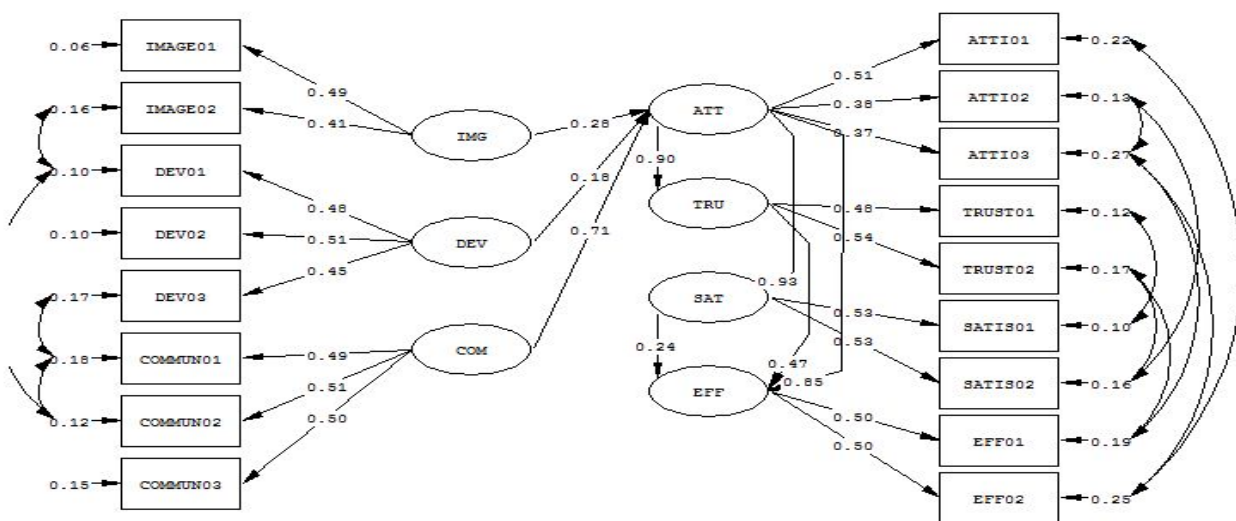 0.06
IMAGE01
0.16
IMAGE02
0.10
DEV01
0.10
DEV02
0.17
DEV03
0.18
COMMUN01
0.12
COMMUN02
0.15
COMMUN03
0.49
0.41
0.48
0.51
0.45
0.49
0.51
0.50
IMG
DEV
COM
0.28
0.18
0.71
ATT
0.90
TRU
SAT
0.24
EFF
0.93
0.47
0.85
0.51
0.38
0.37
0.48
0.54
0.53
0.53
0.50
0.50
ATTI01
0.22
ATTI02
0.13
ATTI03
0.27
TRUST01
0.12
TRUST02
0.17
SATIS01
0.10
SATIS02
0.16
EFF01
0.19
EFF02
0.25